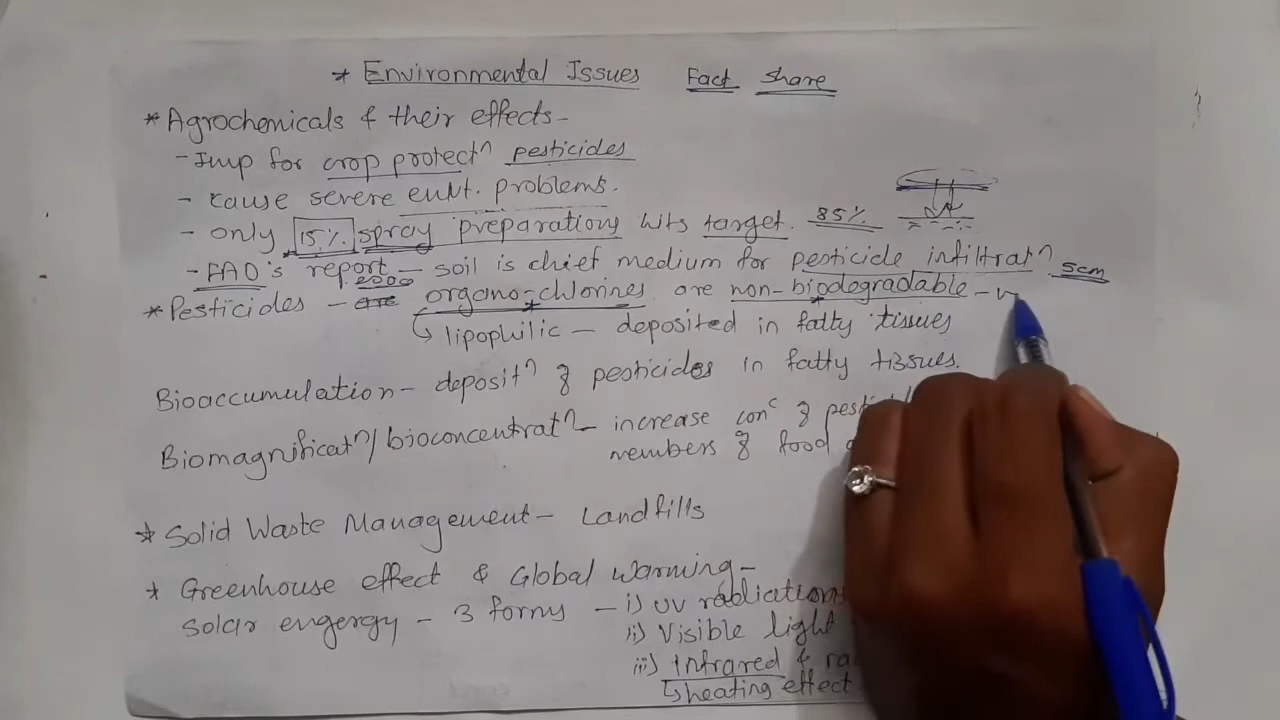 * Environmental Issues Fact Share
* Agrochemicals & their effects-
- Imp for crop protectⁿ pesticides
- cause severe envt. problems.
- only 15% spray preparations hits target. 85%
- FAO's report - soil is chief medium for pesticide infiltratⁿ 5cm
2000
* Pesticides - are organo-chlorines are non-biodegradable -
↳ lipophilic - deposited in fatty tissues
Bioaccumulation - depositⁿ of pesticides in fatty tissues.
Biomagnificatⁿ/bioconcentratⁿ - increase conᶜ of
members of food
* Solid Waste Management - Landfills
* Greenhouse effect & Global Warming -
solar engergy - 3 forms - i) UV radiations
ii) Visible light
iii) Infrared &
↳ heating effect